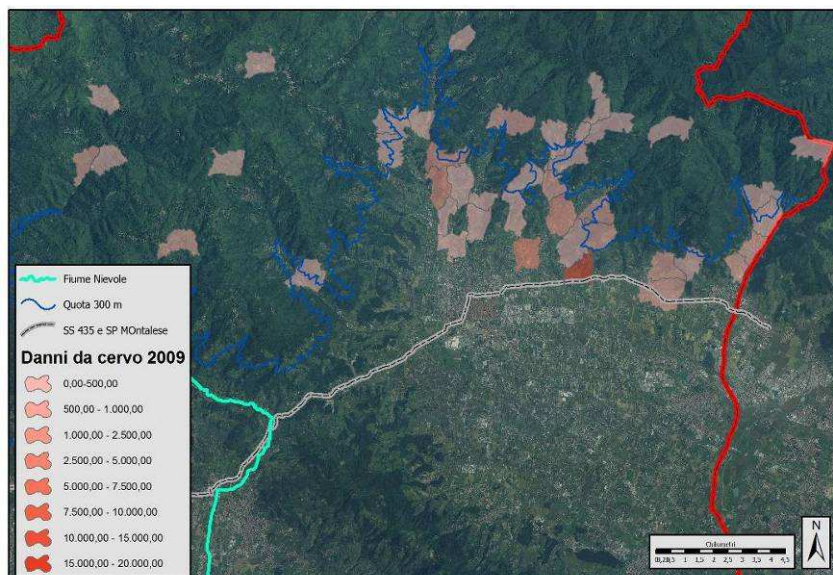 Fiume Nievole
Quota 300 m
SS 435 e SP MOntalese
Danni da cervo 2009
0,00-500,00
500,00 - 1.000,00
1.000,00 - 2.500,00
2.500,00 - 5.000,00
5.000,00 - 7.500,00
7.500,00 - 10.000,00
10.000,00 - 15.000,00
15.000,00 - 20.000,00
N
Chilometri
1 1,5 2 2,5 3 3,5 4 4,5